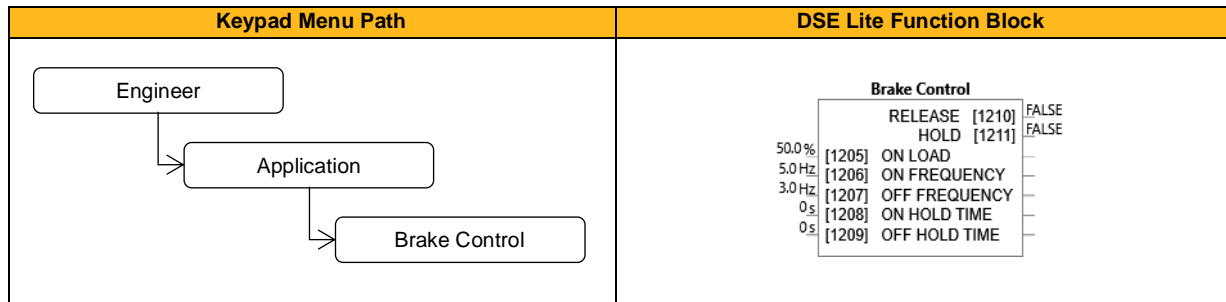 Keypad Menu Path
DSE Lite Function Block
Engineer
Application
Brake Control
Brake Control
RELEASE [1210] FALSE
HOLD [1211] FALSE
50.0 % [1205] ON LOAD
5.0 Hz [1206] ON FREQUENCY
3.0 Hz [1207] OFF FREQUENCY
0 s [1208] ON HOLD TIME
0 s [1209] OFF HOLD TIME